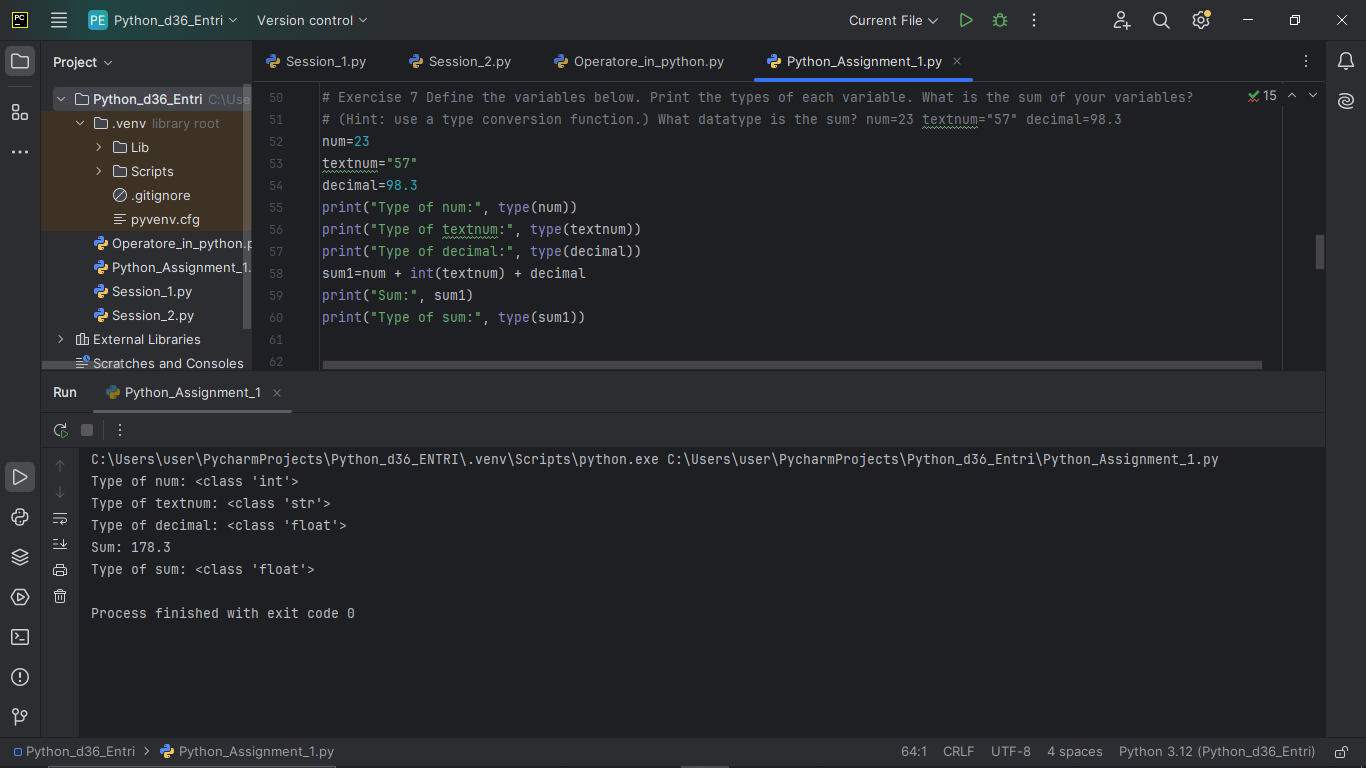 PC
PE Python_d36_Entri Version control Current File
Project
Session_1.py Session_2.py Operatore_in_python.py Python_Assignment_1.py
Python_d36_Entri C:\Use
.venv library root
Lib
Scripts
.gitignore
pyvenv.cfg
Operatore_in_python.p
Python_Assignment_1.
Session_1.py
Session_2.py
External Libraries
Scratches and Consoles
15
50 # Exercise 7 Define the variables below. Print the types of each variable. What is the sum of your variables?
51 # (Hint: use a type conversion function.) What datatype is the sum? num=23 textnum="57" decimal=98.3
52 num=23
53 textnum="57"
54 decimal=98.3
55 print("Type of num:", type(num))
56 print("Type of textnum:", type(textnum))
57 print("Type of decimal:", type(decimal))
58 sum1=num + int(textnum) + decimal
59 print("Sum:", sum1)
60 print("Type of sum:", type(sum1))
61
62
Run Python_Assignment_1
C:\Users\user\PycharmProjects\Python_d36_ENTRI\.venv\Scripts\python.exe C:\Users\user\PycharmProjects\Python_d36_Entri\Python_Assignment_1.py
Type of num: <class 'int'>
Type of textnum: <class 'str'>
Type of decimal: <class 'float'>
Sum: 178.3
Type of sum: <class 'float'>
Process finished with exit code 0
Python_d36_Entri Python_Assignment_1.py 64:1 CRLF UTF-8 4 spaces Python 3.12 (Python_d36_Entri)